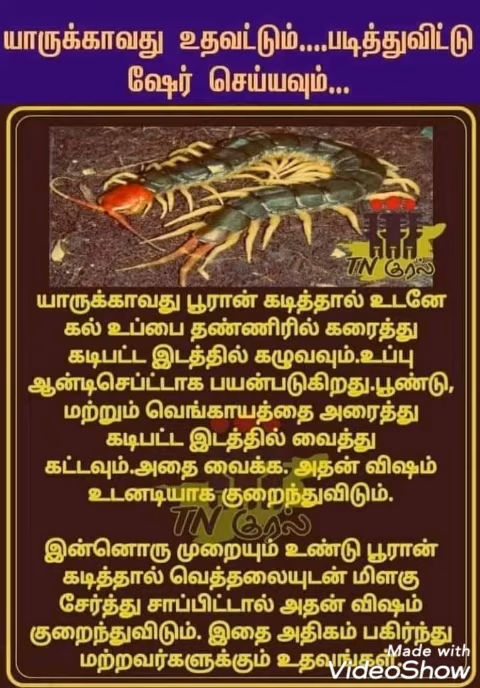 யாருக்காவது உதவட்டும்....படித்துவிட்டு
ஷேர் செய்யவும்...
TN குரல்
யாருக்காவது பூரான் கடித்தால் உடனே
கல் உப்பை தண்ணிரில் கரைத்து
கடிபட்ட இடத்தில் கழுவவும்.உப்பு
ஆன்டிசெப்ட்டாக பயன்படுகிறது.பூண்டு,
மற்றும் வெங்காயத்தை அரைத்து
கடிபட்ட இடத்தில் வைத்து
கட்டவும்.அதை வைக்க. அதன் விஷம்
உடனடியாக குறைந்துவிடும்.
TN குரல்
இன்னொரு முறையும் உண்டு பூரான்
கடித்தால் வெத்தலையுடன் மிளகு
சேர்த்து சாப்பிட்டால் அதன் விஷம்
குறைந்துவிடும். இதை அதிகம் பகிர்ந்து
மற்றவர்களுக்கும் உதவுங்கள்.
Made with
VideoShow